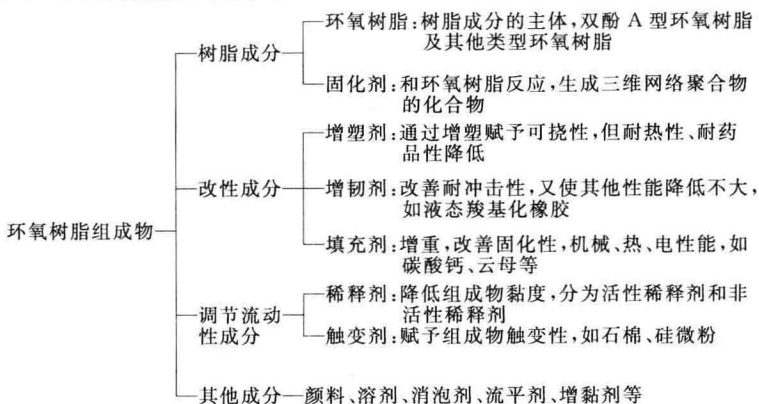 环氧树脂:树脂成分的主体,双酚 A 型环氧树脂
及其他类型环氧树脂
树脂成分
固化剂:和环氧树脂反应,生成三维网络聚合物
的化合物
增塑剂:通过增塑赋予可挠性,但耐热性、耐药
品性降低
改性成分
增韧剂:改善耐冲击性,又使其他性能降低不大,
如液态羧基化橡胶
环氧树脂组成物
填充剂:增重,改善固化性,机械、热、电性能,如
碳酸钙、云母等
稀释剂:降低组成物黏度,分为活性稀释剂和非
活性稀释剂
调节流动
性成分
触变剂:赋予组成物触变性,如石棉、硅微粉
其他成分
颜料、溶剂、消泡剂、流平剂、增黏剂等